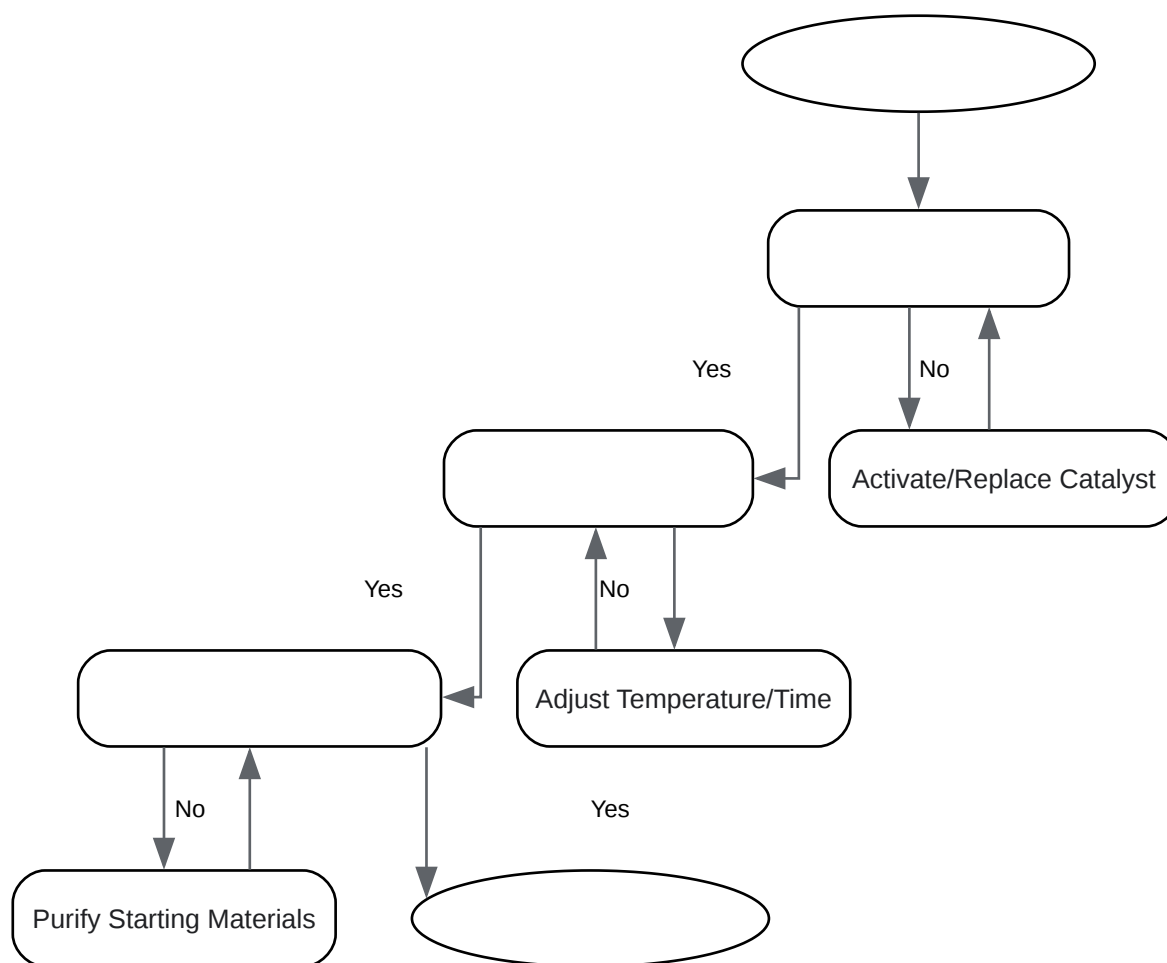 Yes
No
Activate/Replace Catalyst
Yes
No
Adjust Temperature/Time
No
Yes
Purify Starting Materials